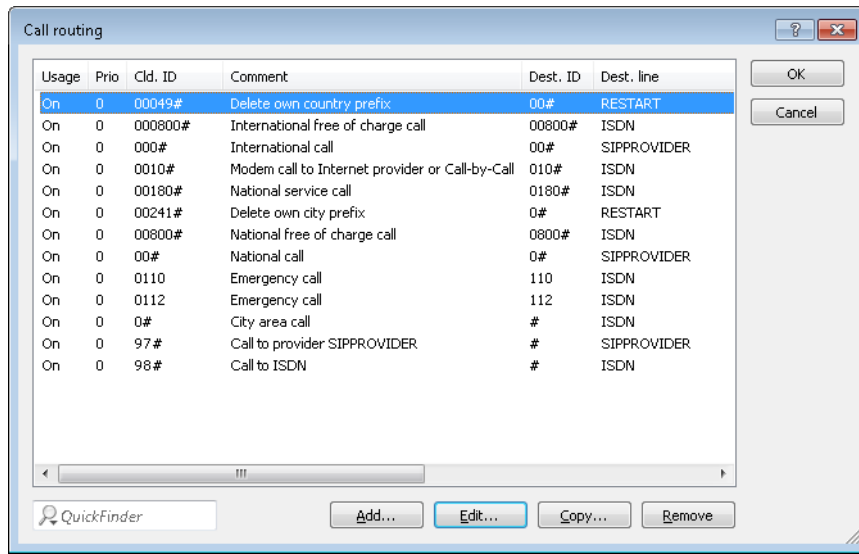 Call routing
Usage Prio Cld. ID Comment Dest. ID Dest. line
On 0 00049# Delete own country prefix 00# RESTART
On 0 000800# International free of charge call 00800# ISDN
On 0 000# International call 00# SIPPROVIDER
On 0 0010# Modem call to Internet provider or Call-by-Call 010# ISDN
On 0 00180# National service call 0180# ISDN
On 0 00241# Delete own city prefix 0# RESTART
On 0 00800# National free of charge call 0800# ISDN
On 0 00# National call 0# SIPPROVIDER
On 0 0110 Emergency call 110 ISDN
On 0 0112 Emergency call 112 ISDN
On 0 0# City area call # ISDN
On 0 97# Call to provider SIPPROVIDER # SIPPROVIDER
On 0 98# Call to ISDN # ISDN
OK
Cancel
QuickFinder Add... Edit... Copy... Remove